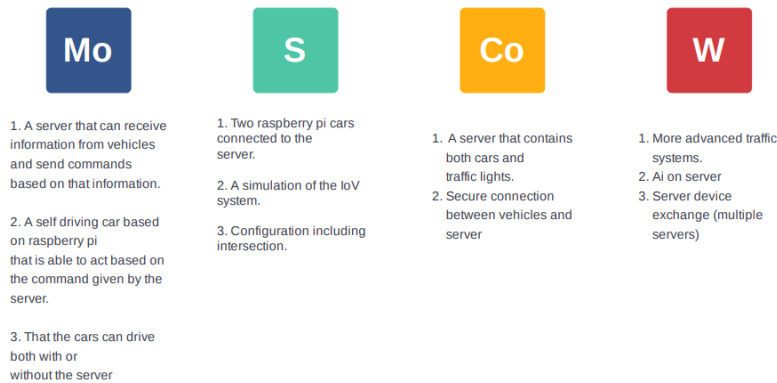 Mo
S
Co
W
1. A server that can receive
information from vehicles
and send commands
based on that information.
2. A self driving car based
on raspberry pi
that is able to act based on
the command given by the
server.
3. That the cars can drive
both with or
without the server
1. Two raspberry pi cars
connected to the
server.
2. A simulation of the IoV
system.
3. Configuration including
intersection.
1. A server that contains
both cars and
traffic lights.
2. Secure connection
between vehicles and
server
1. More advanced traffic
systems.
2. Ai on server
3. Server device
exchange (multiple
servers)